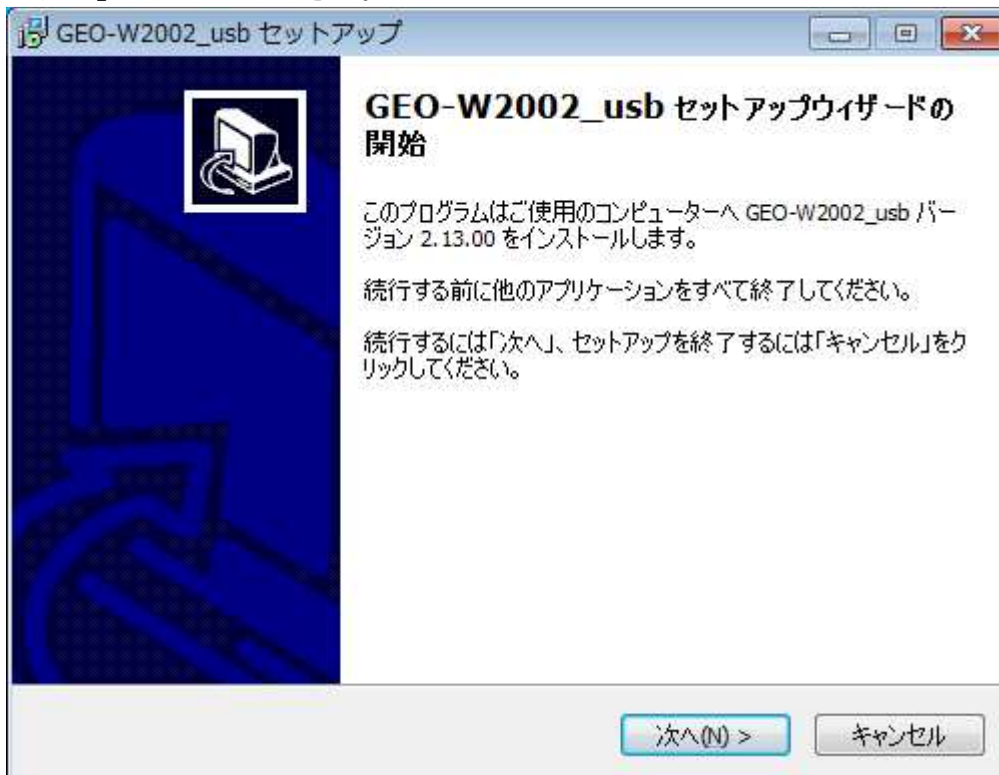 GEO-W2002_usb セットアップ
GEO-W2002_usb セットアップウィザードの
開始
このプログラムはご使用のコンピューターへ GEO-W2002_usb バー
ジョン 2.13.00 をインストールします。
続行する前に他のアプリケーションをすべて終了してください。
続行するには「次へ」、セットアップを終了するには「キャンセル」をク
リックしてください。
次へ(N) >
キャンセル